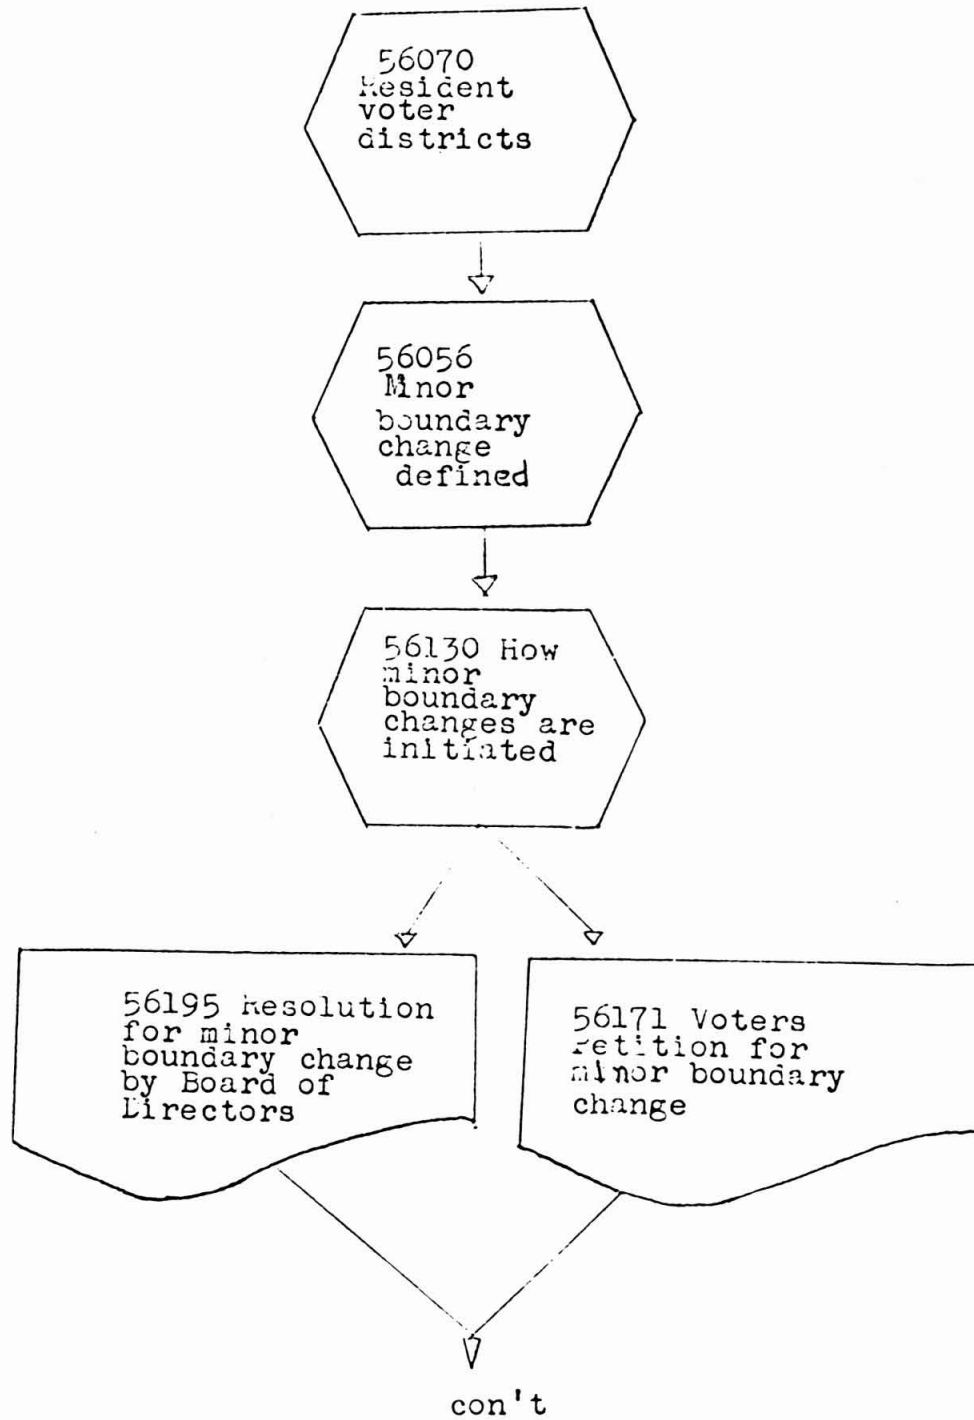 56070
Resident
voter
districts
56056
Minor
boundary
change
defined
56130 How
minor
boundary
changes are
initiated
56195 Resolution
for minor
boundary change
by Board of
Directors
56171 Voters
Petition for
minor boundary
change
con't